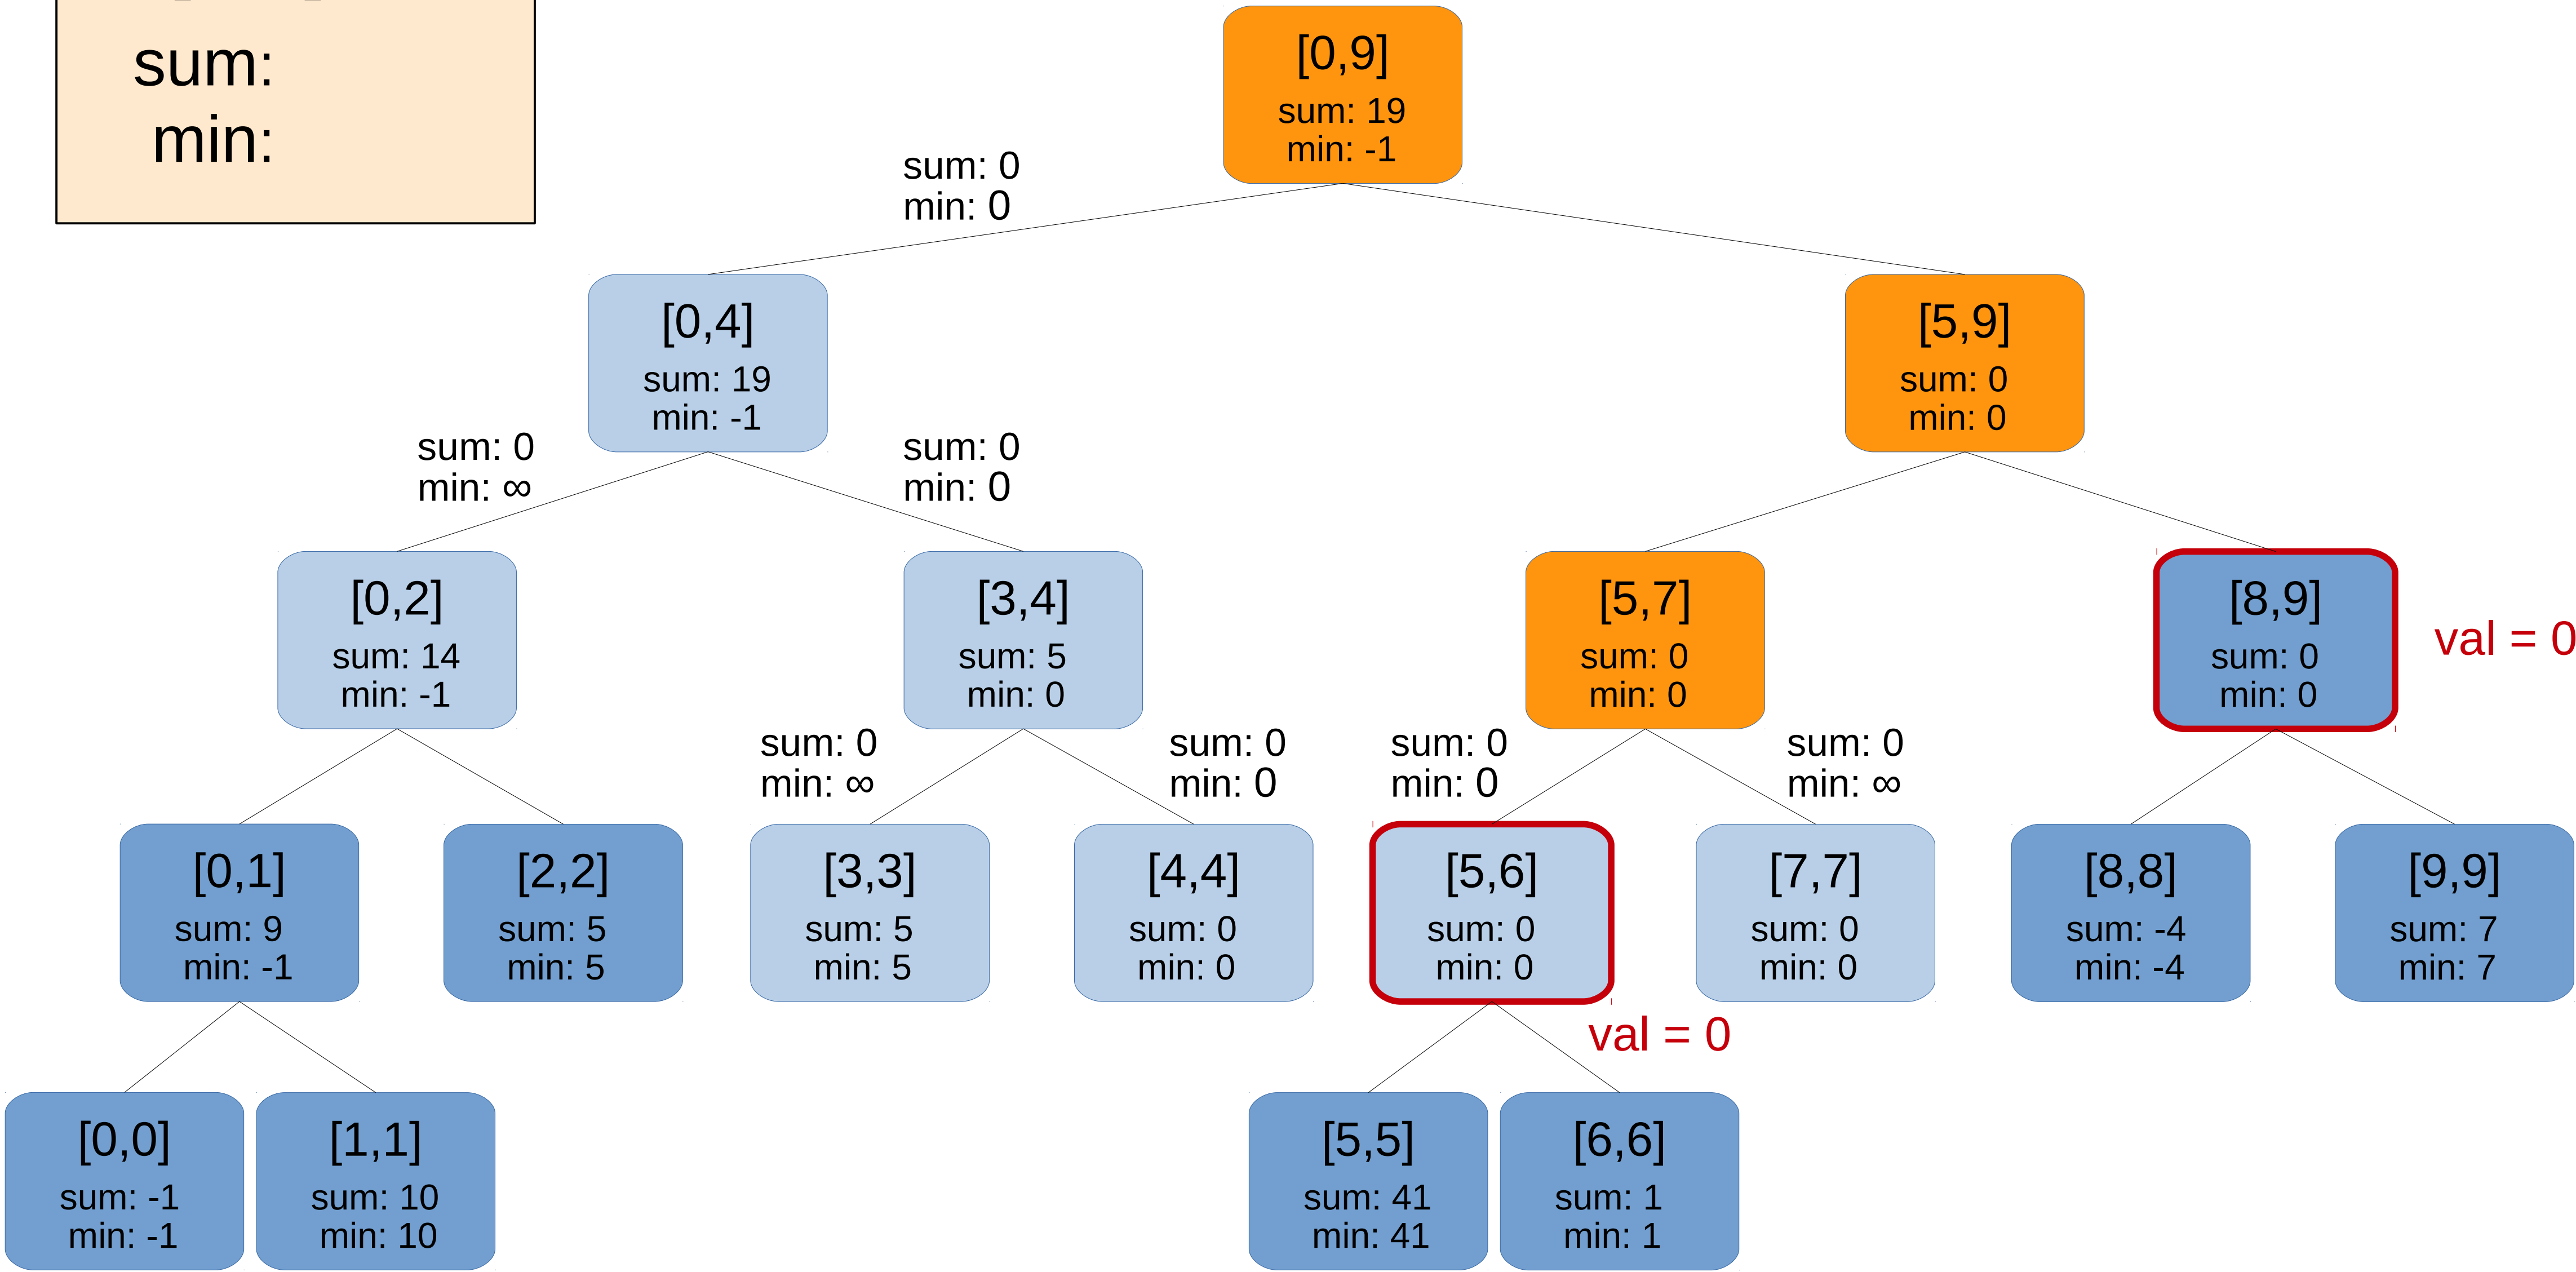 sum:
min:
[0,9]
sum: 19
min: -1
sum: 0
min: 0
[0,4]
sum: 19
min: -1
[5,9]
sum: 0
min: 0
sum: 0
min: ∞
sum: 0
min: 0
[0,2]
sum: 14
min: -1
[3,4]
sum: 5
min: 0
[5,7]
sum: 0
min: 0
[8,9]
sum: 0
min: 0
val = 0
sum: 0
min: ∞
sum: 0
min: 0
sum: 0
min: 0
sum: 0
min: ∞
[0,1]
sum: 9
min: -1
[2,2]
sum: 5
min: 5
[3,3]
sum: 5
min: 5
[4,4]
sum: 0
min: 0
[5,6]
sum: 0
min: 0
[7,7]
sum: 0
min: 0
[8,8]
sum: -4
min: -4
[9,9]
sum: 7
min: 7
val = 0
[0,0]
sum: -1
min: -1
[1,1]
sum: 10
min: 10
[5,5]
sum: 41
min: 41
[6,6]
sum: 1
min: 1